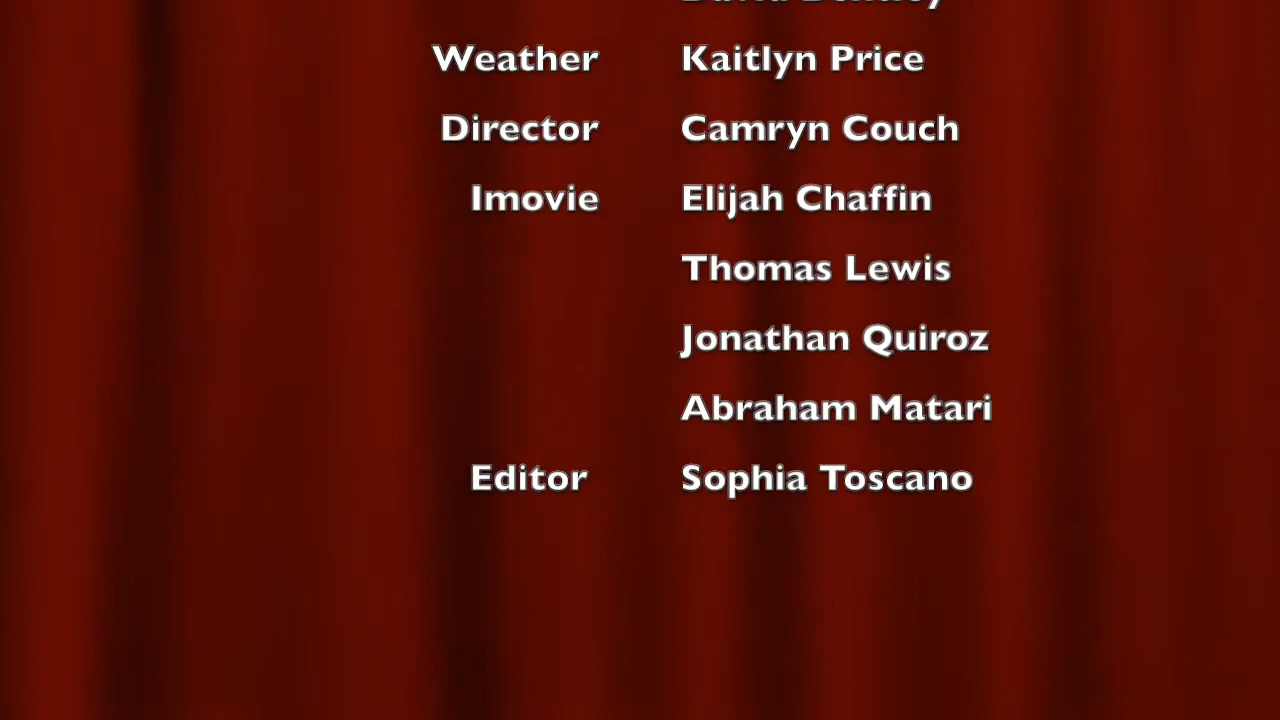 Weather Kaitlyn Price
Director Camryn Couch
Imovie Elijah Chaffin
Thomas Lewis
Jonathan Quiroz
Abraham Matari
Editor Sophia Toscano